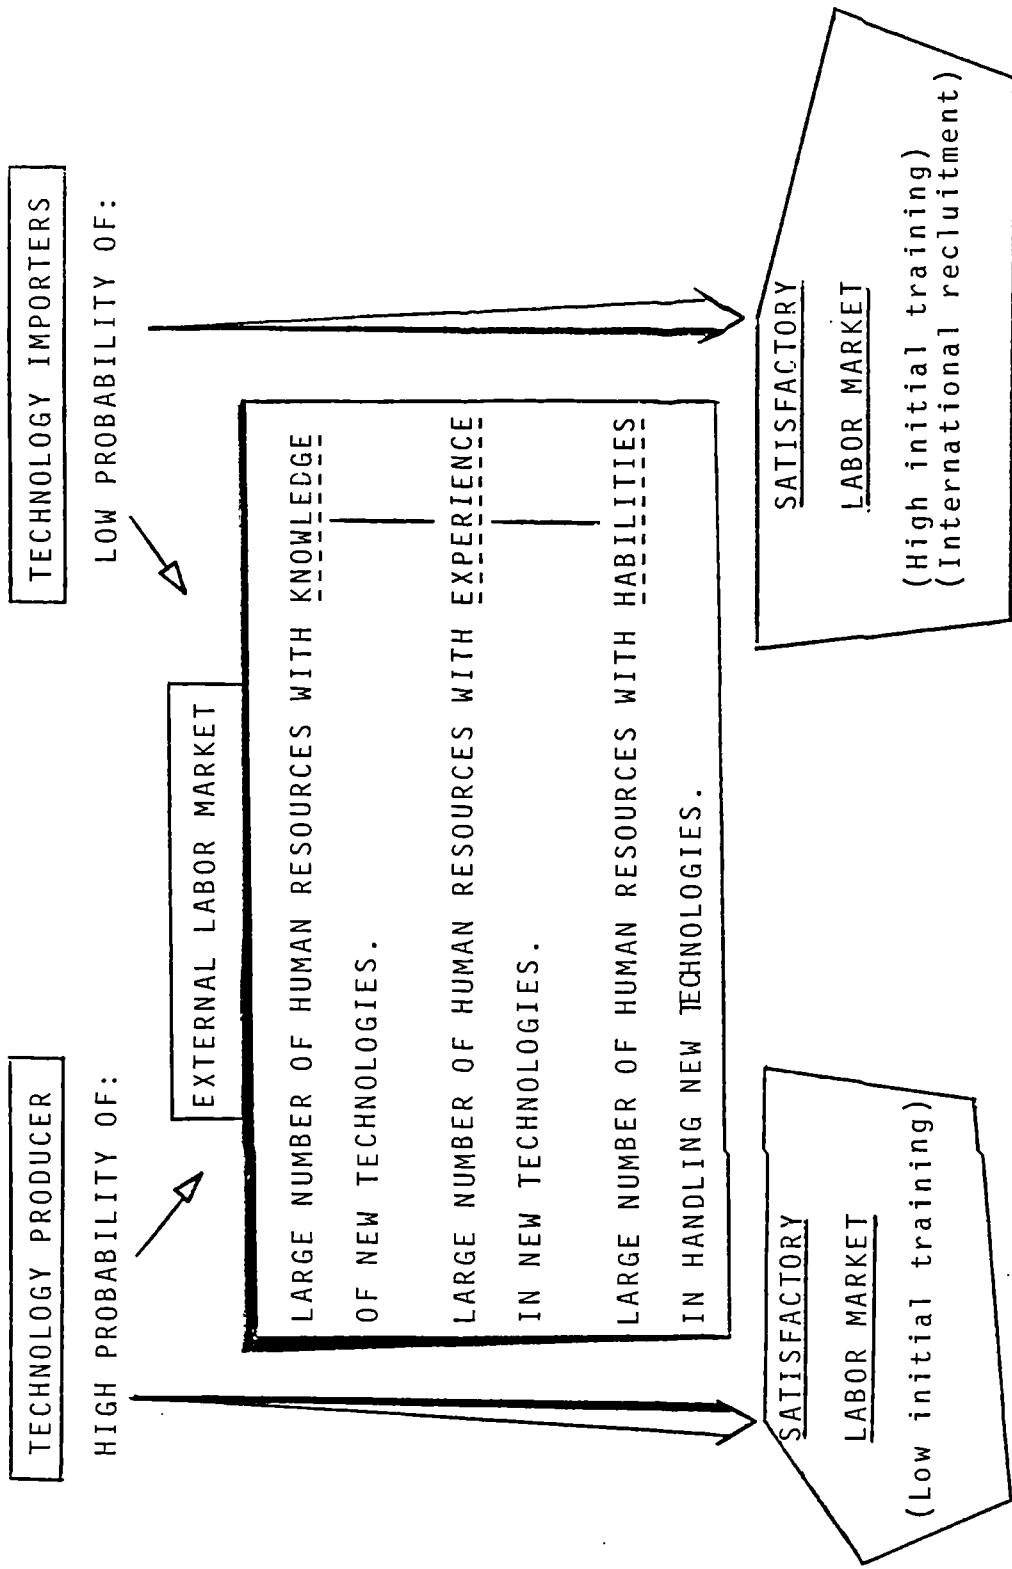 TECHNOLOGY PRODUCER
HIGH PROBABILITY OF:
TECHNOLOGY IMPORTERS
LOW PROBABILITY OF:
EXTERNAL LABOR MARKET
LARGE NUMBER OF HUMAN RESOURCES WITH KNOWLEDGE
OF NEW TECHNOLOGIES.
LARGE NUMBER OF HUMAN RESOURCES WITH EXPERIENCE
IN NEW TECHNOLOGIES.
LARGE NUMBER OF HUMAN RESOURCES WITH HABILITIES
IN HANDLING NEW TECHNOLOGIES.
SATISFACTORY
LABOR MARKET
(Low initial training)
SATISFACTORY
LABOR MARKET
(High initial training)
(International recluitment)